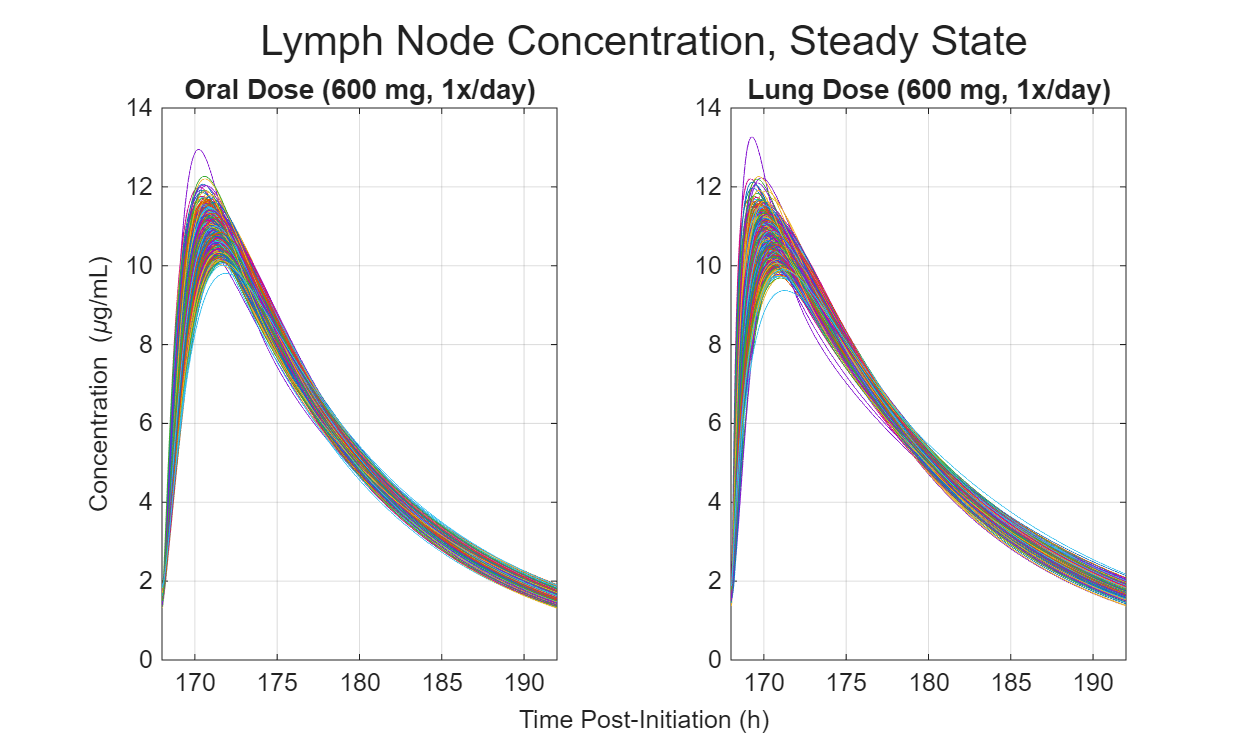 Lymph Node Concentration, Steady State
Oral Dose (600 mg, 1x/day)
Lung Dose (600 mg, 1x/day)
Concentration (μg/mL)
14
12
10
8
6
4
2
0
170 175 180 185 190
14
12
10
8
6
4
2
0
170 175 180 185 190
Time Post-Initiation (h)